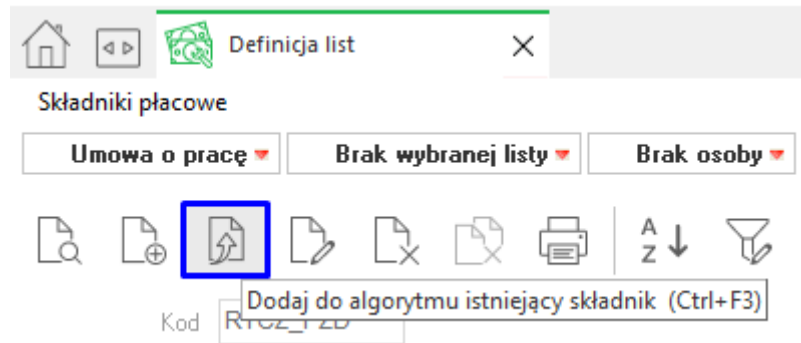 Definicja list
Składniki płacowe
Umowa o pracę Brak wybranej listy Brak osoby
A
Z
Dodaj do algorytmu istniejący składnik (Ctrl+F3)
Kod